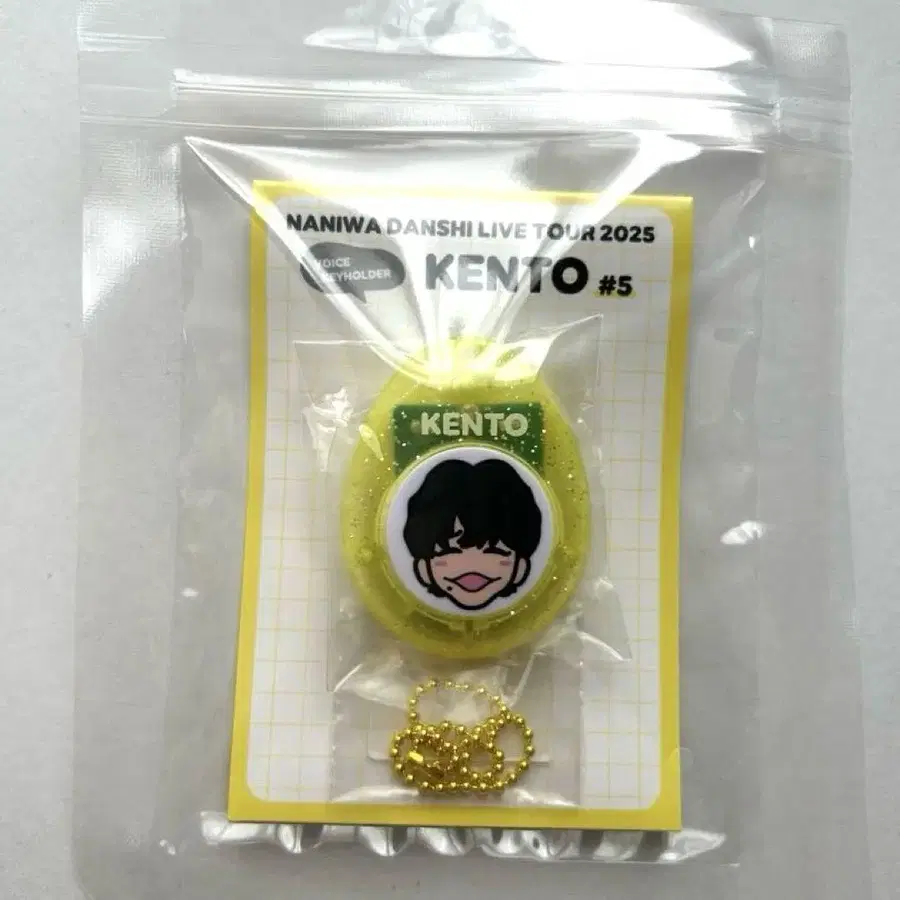 NANIWA DANSHI LIVE TOUR 2025
VOICE
KEYHOLDER
KENTO #5
KENTO